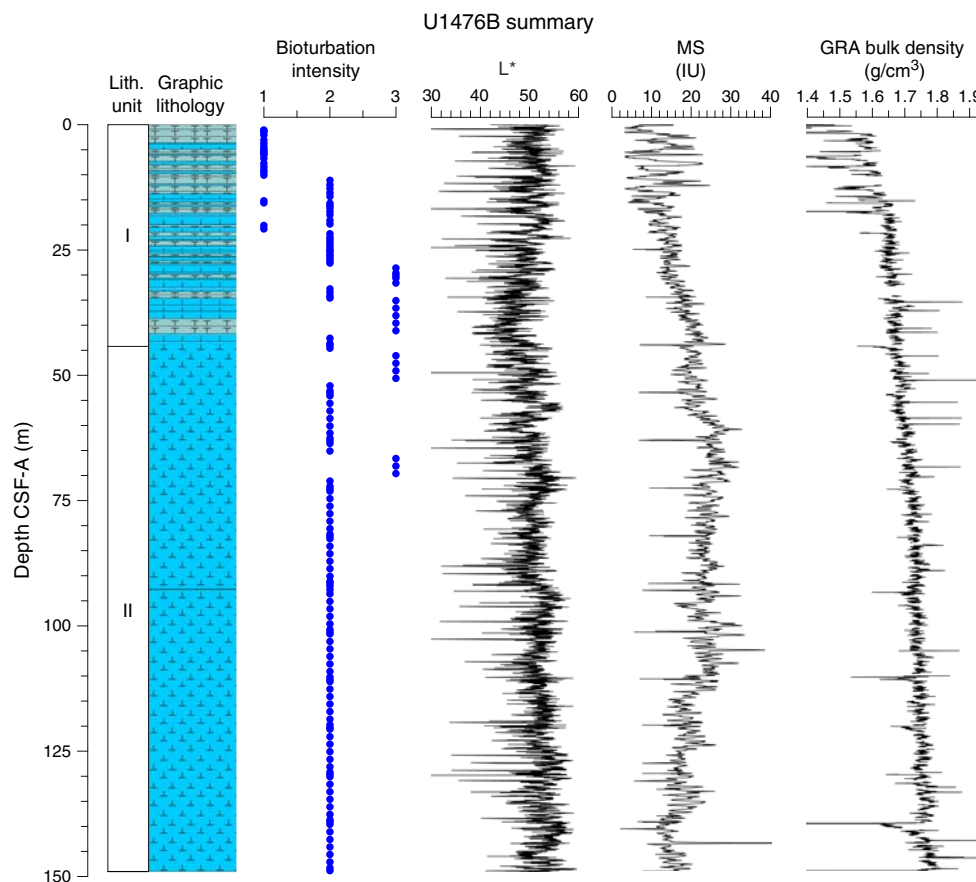 U1476B summary
Bioturbation
intensity
L*
MS
(IU)
GRA bulk density
(g/cm³)
Lith.
unit
Graphic
lithology
1 2 3
30 40 50 60
0 10 20 30 40
1.4 1.5 1.6 1.7 1.8 1.9
Depth CSF-A (m)
0
25
50
75
100
125
150
I
II